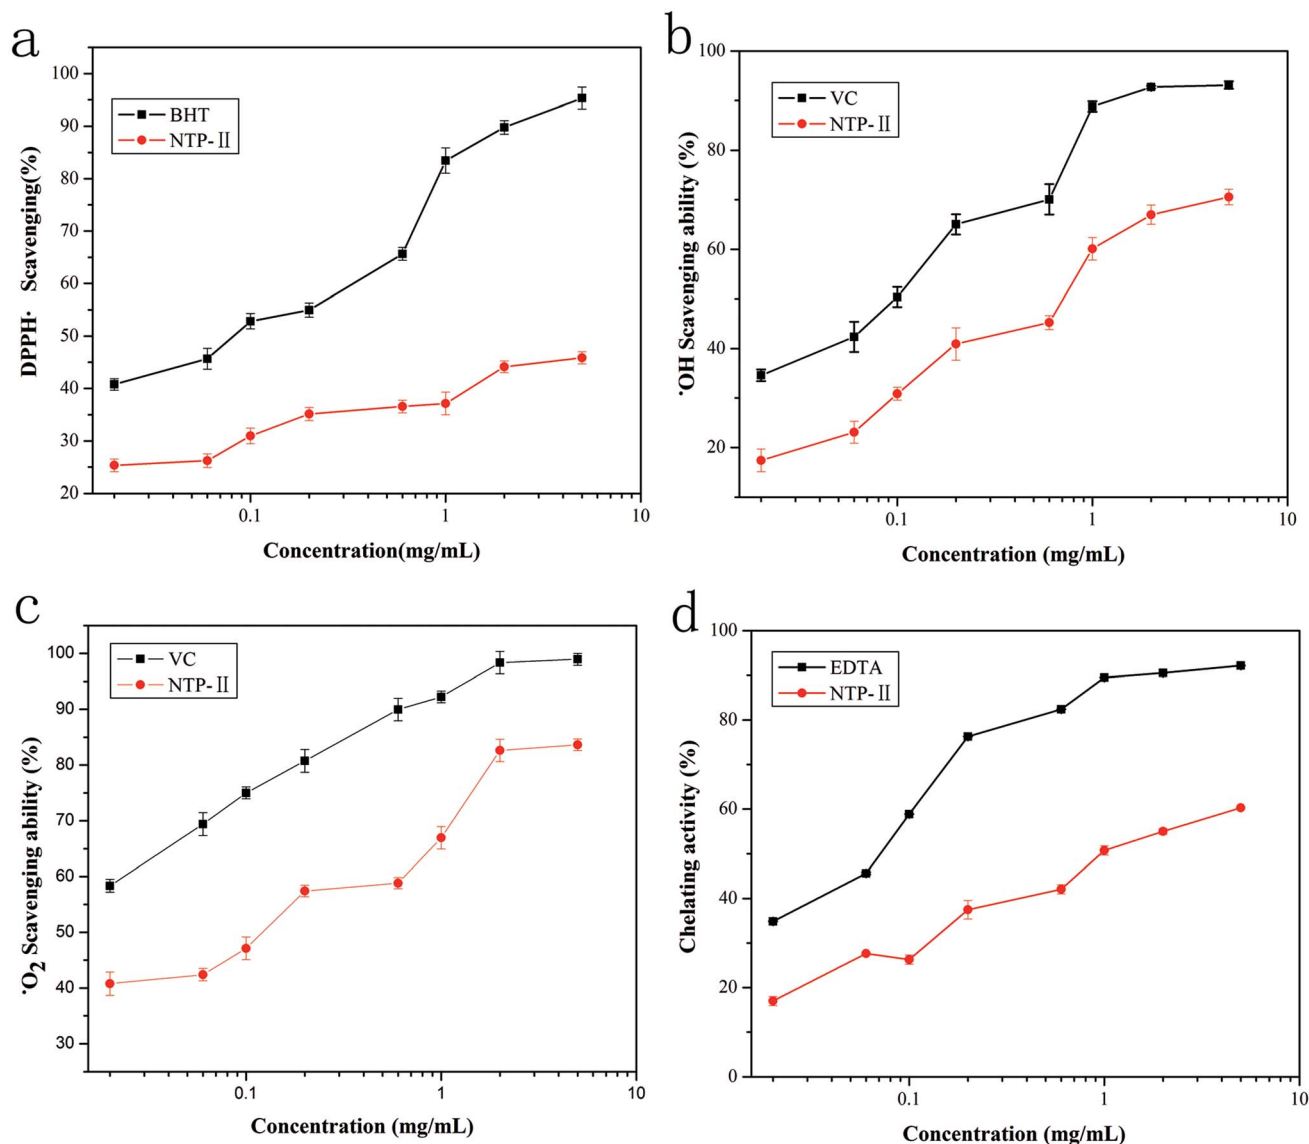 a
100
90
80
70
60
50
40
30
20
BHT
NTP-Ⅱ
DPPH· Scavenging(%)
0.1
1
10
Concentration(mg/mL)
b
100
80
60
40
20
VC
NTP-Ⅱ
·OH Scavenging ability (%)
0.1
1
10
Concentration (mg/mL)
c
100
90
80
70
60
50
40
30
VC
NTP-Ⅱ
·O2 Scavenging ability (%)
0.1
1
10
Concentration (mg/mL)
d
100
80
60
40
20
0
EDTA
NTP-Ⅱ
Chelating activity (%)
0.1
1
10
Concentration (mg/mL)